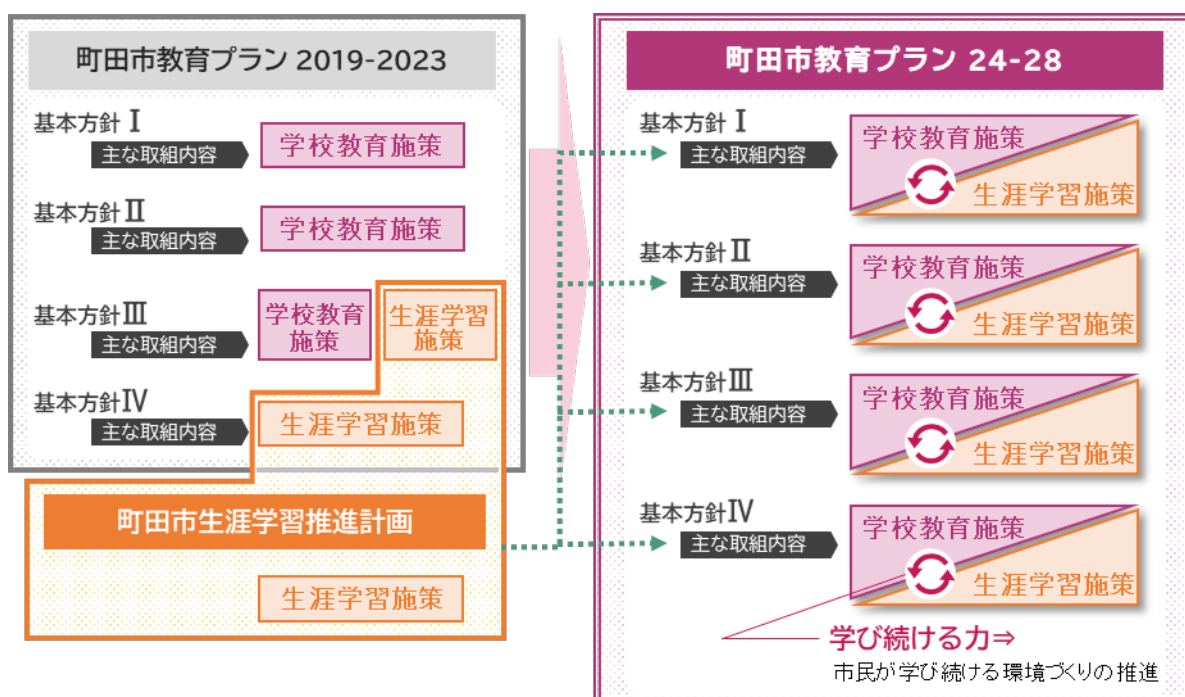 町田市教育プラン 2019-2023
基本方針Ⅰ
主な取組内容
学校教育施策
基本方針Ⅱ
主な取組内容
学校教育施策
基本方針Ⅲ
主な取組内容
学校教育
施策
生涯学習
施策
基本方針Ⅳ
主な取組内容
生涯学習施策
町田市生涯学習推進計画
生涯学習施策
町田市教育プラン 24-28
基本方針Ⅰ
主な取組内容
学校教育施策
生涯学習施策
基本方針Ⅱ
主な取組内容
学校教育施策
生涯学習施策
基本方針Ⅲ
主な取組内容
学校教育施策
生涯学習施策
基本方針Ⅳ
主な取組内容
学校教育施策
生涯学習施策
学び続ける力⇒
市民が学び続ける環境づくりの推進